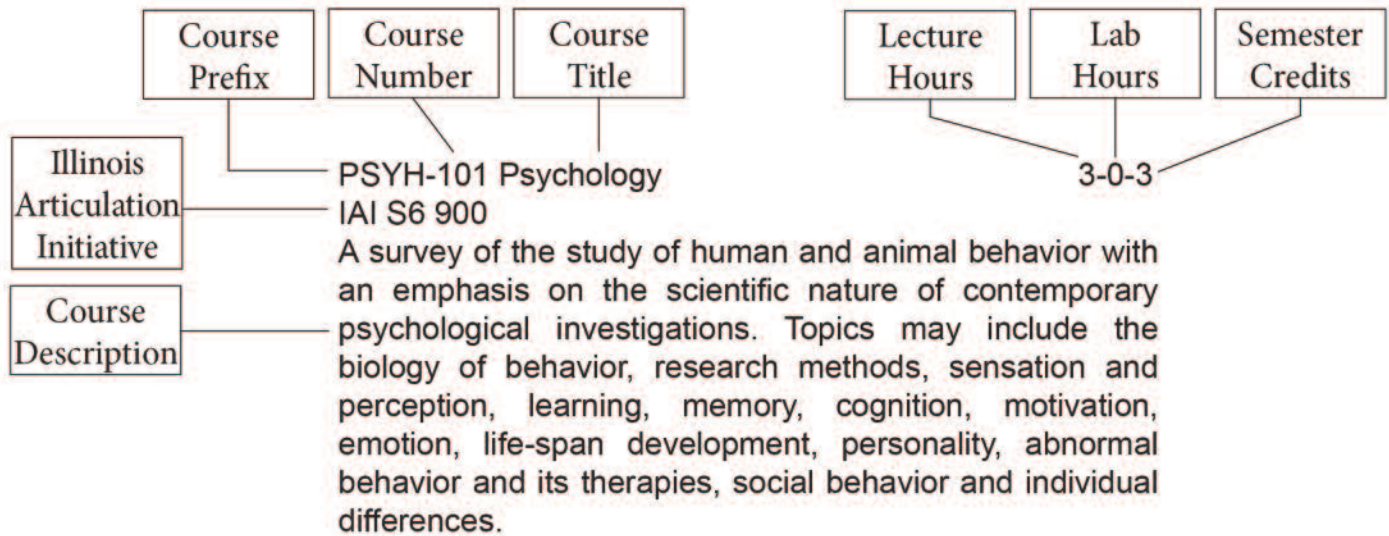 Course
Prefix
Course
Number
Course
Title
Lecture
Hours
Lab
Hours
Semester
Credits
Illinois
Articulation
Initiative
Course
Description
PSYH-101 Psychology
3-0-3
IAI S6 900
A survey of the study of human and animal behavior with
an emphasis on the scientific nature of contemporary
psychological investigations. Topics may include the
biology of behavior, research methods, sensation and
perception, learning, memory, cognition, motivation,
emotion, life-span development, personality, abnormal
behavior and its therapies, social behavior and individual
differences.